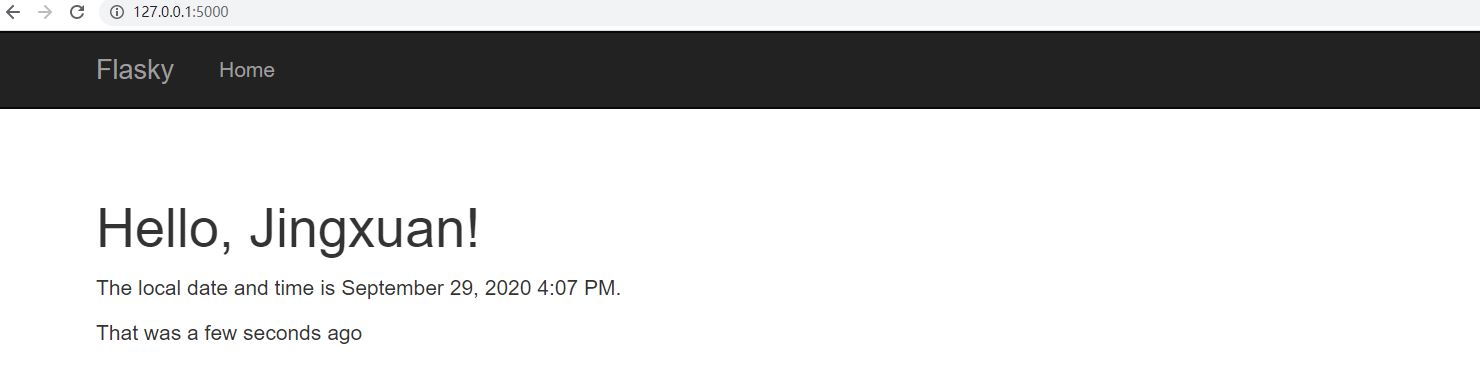 127.0.0.1:5000
Flasky Home
Hello, Jingxuan!
The local date and time is September 29, 2020 4:07 PM.
That was a few seconds ago